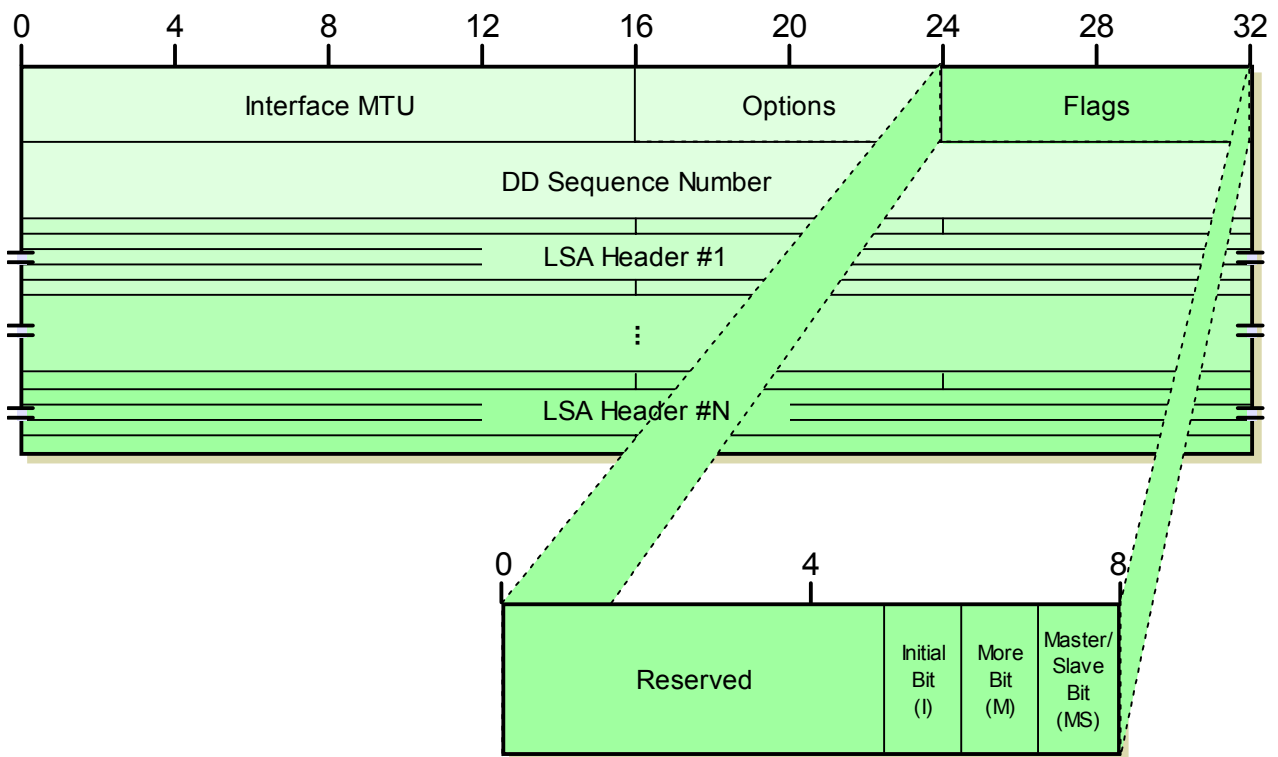 0 4 8 12 16 20 24 28 32
Interface MTU Options Flags
DD Sequence Number
LSA Header #1
...
LSA Header #N
0 4 8
Reserved
Initial
Bit
(I)
More
Bit
(M)
Master/
Slave
Bit
(MS)